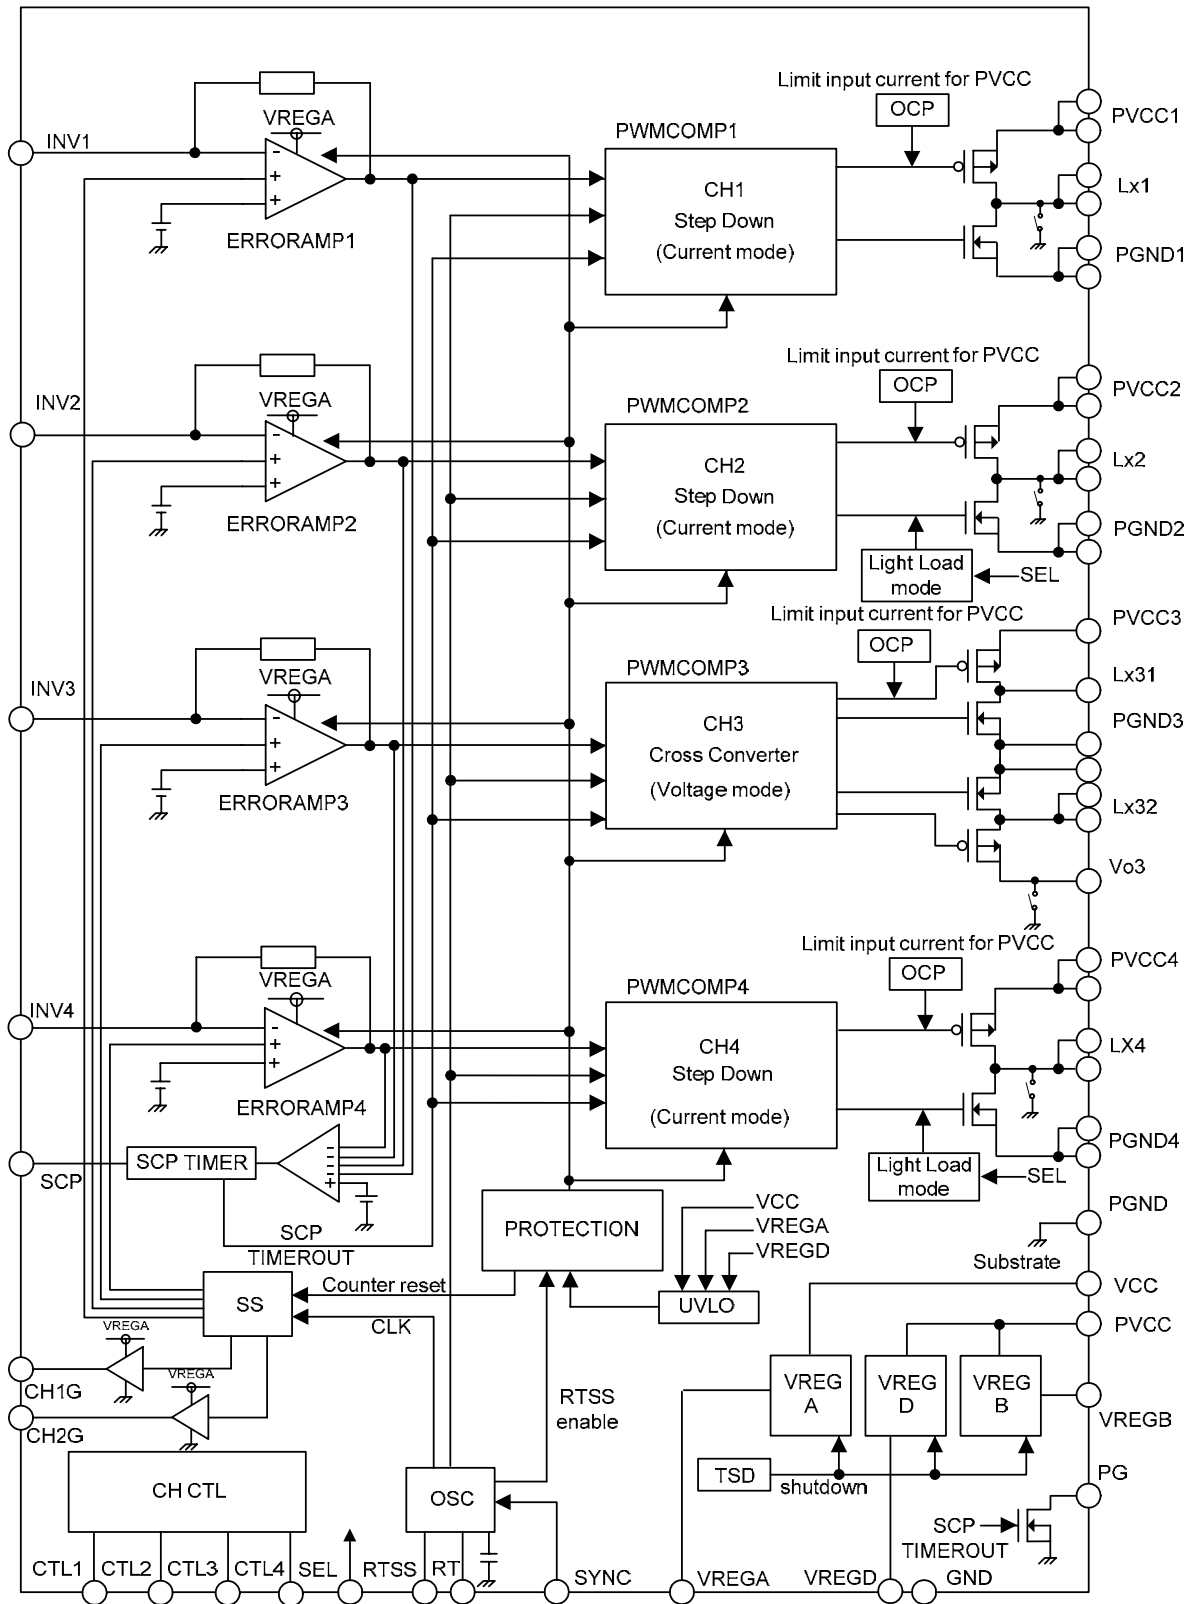 Limit input current for PVCC
OCP
PVCC1
VREGA
INV1
PWMCOMP1
-
+
+
CH1
Step Down
(Current mode)
Lx1
ERRORAMP1
PGND1
Limit input current for PVCC
OCP
PVCC2
VREGA
INV2
PWMCOMP2
-
+
+
CH2
Step Down
(Current mode)
Lx2
ERRORAMP2
PGND2
Light Load
mode
SEL
Limit input current for PVCC
OCP
PVCC3
VREGA
INV3
PWMCOMP3
-
+
+
CH3
Cross Converter
(Voltage mode)
Lx31
PGND3
ERRORAMP3
Lx32
Vo3
Limit input current for PVCC
OCP
PVCC4
VREGA
INV4
PWMCOMP4
-
+
+
CH4
Step Down
(Current mode)
LX4
ERRORAMP4
PGND4
Light Load
mode
SEL
SCP
SCP TIMER
-
-
-
-
+
SCP
TIMEROUT
PROTECTION
VCC
VREGA
VREGD
UVLO
PGND
Substrate
VCC
PVCC
SS
Counter reset
CLK
VREGA
CH1G
VREGA
CH2G
RTSS
enable
VREG
A
VREG
D
VREG
B
VREGB
TSD
shutdown
CH CTL
OSC
PG
SCP
TIMEROUT
CTL1
CTL2
CTL3
CTL4
SEL
RTSS
RT
SYNC
VREGA
VREGD
GND